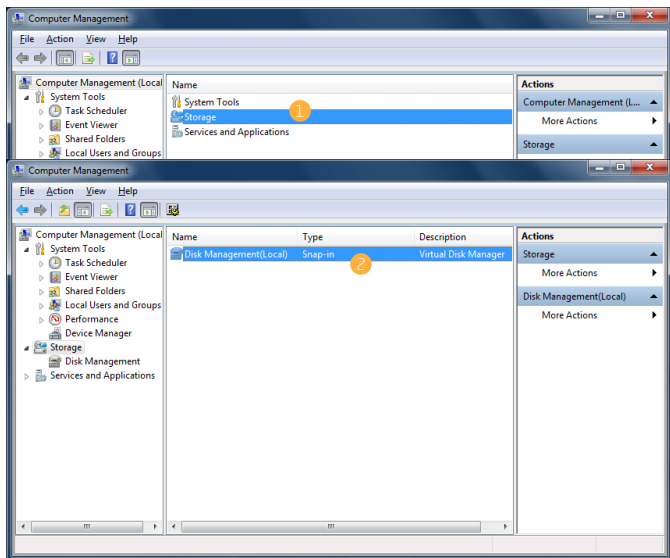 Computer Management
File Action View Help
Computer Management (Local
System Tools
Task Scheduler
Event Viewer
Shared Folders
Local Users and Groups
Name
System Tools
Storage
Services and Applications
1
Actions
Computer Management (L...
More Actions
Storage
Computer Management
File Action View Help
Computer Management (Local
System Tools
Task Scheduler
Event Viewer
Shared Folders
Local Users and Groups
Performance
Device Manager
Storage
Disk Management
Services and Applications
Name Type Description
Disk Management(Local) Snap-in Virtual Disk Manager
2
Actions
Storage
More Actions
Disk Management(Local)
More Actions